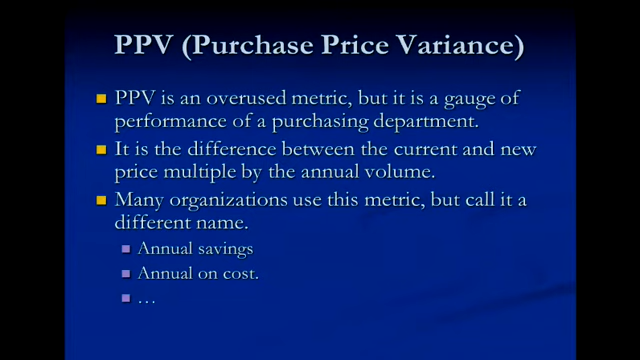 PPV (Purchase Price Variance)
PPV is an overused metric, but it is a gauge of
performance of a purchasing department.
It is the difference between the current and new
price multiple by the annual volume.
Many organizations use this metric, but call it a
different name.
Annual savings
Annual on cost.
…